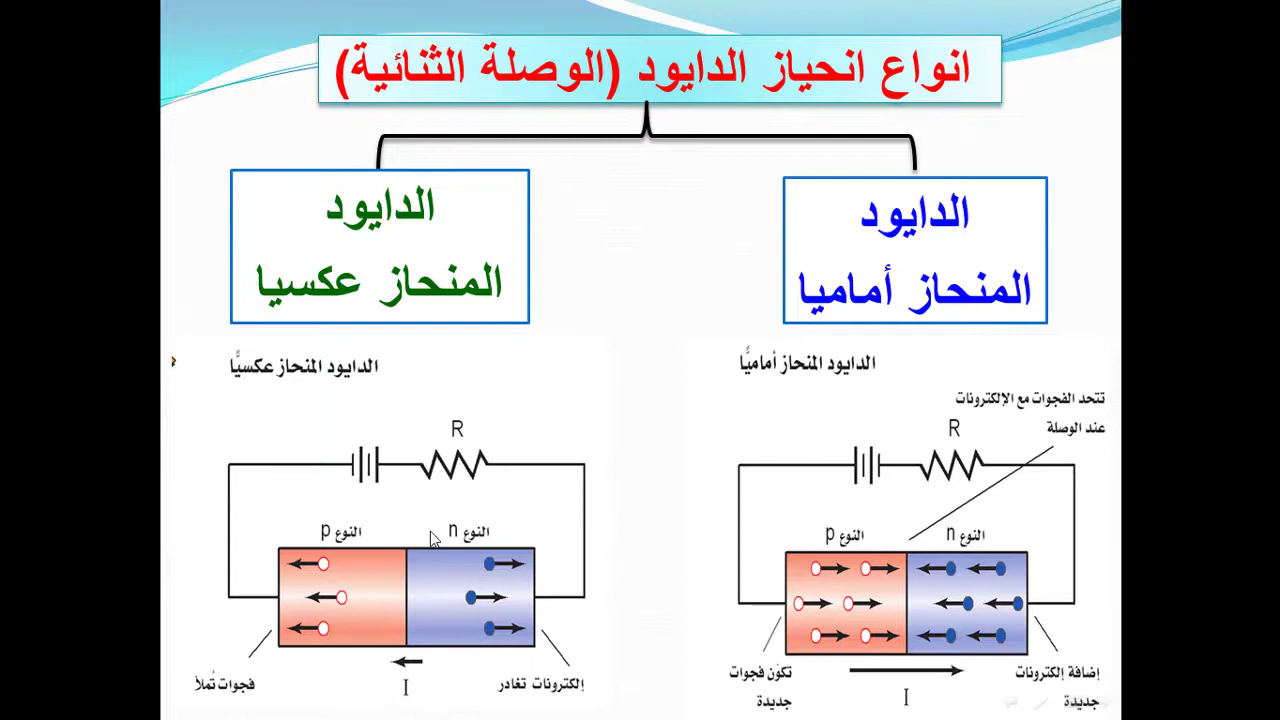 انواع انحياز الدايود (الوصلة الثنائية)
الدايود
المنحاز أماميا
الدايود
المنحاز عكسيا
الدايود المنحاز أماميًّا
تتحد الفجوات مع الإلكترونات
عند الوصلة
R
النوع p
النوع n
تكوّن فجوات
جديدة
إضافة إلكترونات
جديدة
I
الدايود المنحاز عكسيًّا
R
النوع p
النوع n
فجوات تُملأ
إلكترونات تغادر
I